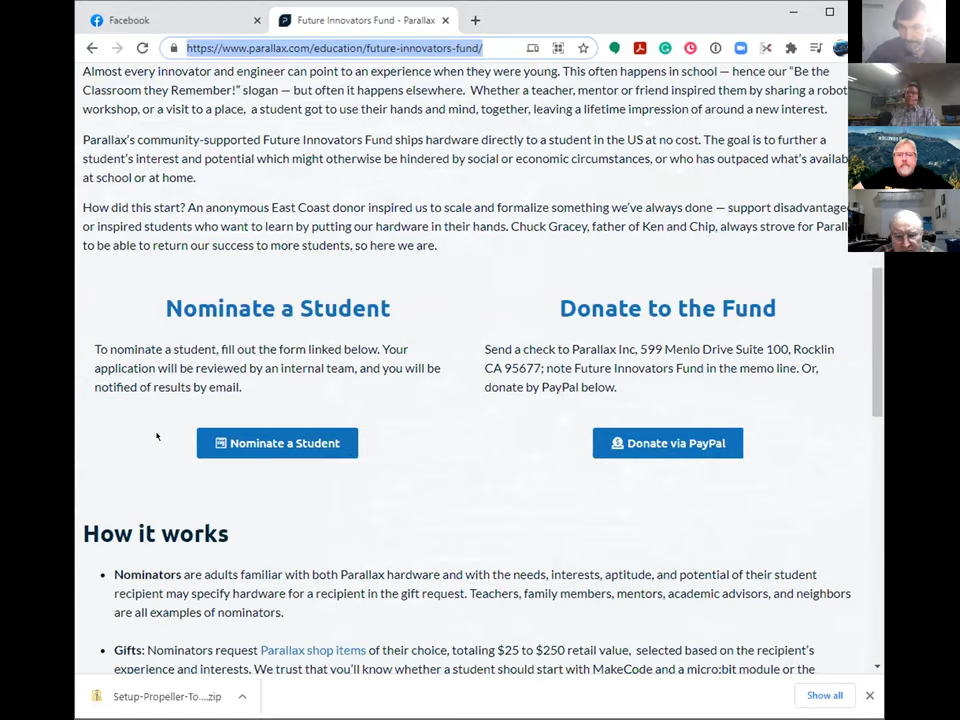 Facebook
Future Innovators Fund - Parallax
https://www.parallax.com/education/future-innovators-fund/
Almost every innovator and engineer can point to an experience when they were young. This often happens in school — hence our “Be the
Classroom they Remember!” slogan — but often it happens elsewhere. Whether a teacher, mentor or friend inspired them by sharing a robot
workshop, or a visit to a place, a student got to use their hands and mind, together, leaving a lifetime impression of around a new interest.
Parallax’s community-supported Future Innovators Fund ships hardware directly to a student in the US at no cost. The goal is to further a
student’s interest and potential which might otherwise be hindered by social or economic circumstances, or who has outpaced what’s availab
at school or at home.
How did this start? An anonymous East Coast donor inspired us to scale and formalize something we’ve always done — support disadvantage
or inspired students who want to learn by putting our hardware in their hands. Chuck Gracey, father of Ken and Chip, always strove for Parall
to be able to return our success to more students, so here we are.
Nominate a Student
To nominate a student, fill out the form linked below. Your
application will be reviewed by an internal team, and you will be
notified of results by email.
Nominate a Student
Donate to the Fund
Send a check to Parallax Inc, 599 Menlo Drive Suite 100, Rocklin
CA 95677; note Future Innovators Fund in the memo line. Or,
donate by PayPal below.
Donate via PayPal
How it works
• Nominators are adults familiar with both Parallax hardware and with the needs, interests, aptitude, and potential of their student
recipient may specify hardware for a recipient in the gift request. Teachers, family members, mentors, academic advisors, and neighbors
are all examples of nominators.
• Gifts: Nominators request Parallax shop items of their choice, totaling $25 to $250 retail value, selected based on the recipient’s
experience and interests. We trust that you’ll know whether a student should start with MakeCode and a micro:bit module or the
Setup-Propeller-To....zip
Show all